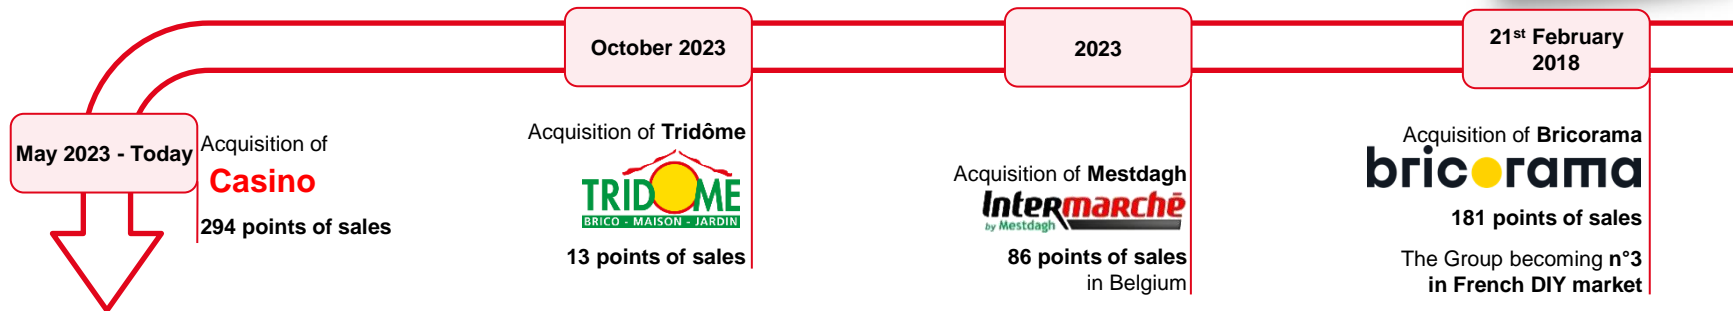 October 2023
2023
21st February
2018
May 2023 - Today
Acquisition of
Casino
294 points of sales
Acquisition of Tridôme
TRIDOME
BRICO - MAISON - JARDIN
13 points of sales
Acquisition of Mestdagh
Intermarchē
by Mestdagh
86 points of sales
in Belgium
Acquisition of Bricorama
bricorama
181 points of sales
The Group becoming n°3
in French DIY market